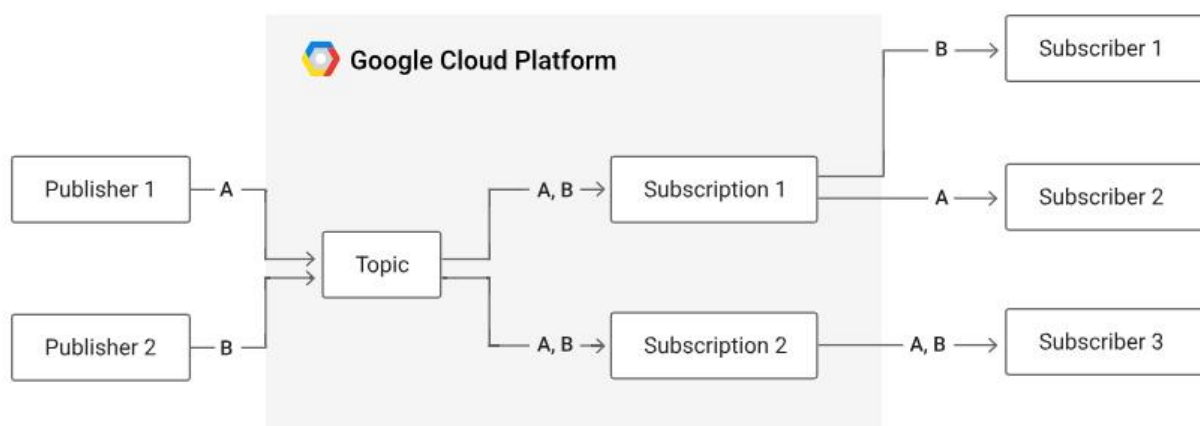 Google Cloud Platform
B
Subscriber 1
Publisher 1
A
A, B
Subscription 1
A
Subscriber 2
Topic
Publisher 2
B
A, B
Subscription 2
A, B
Subscriber 3